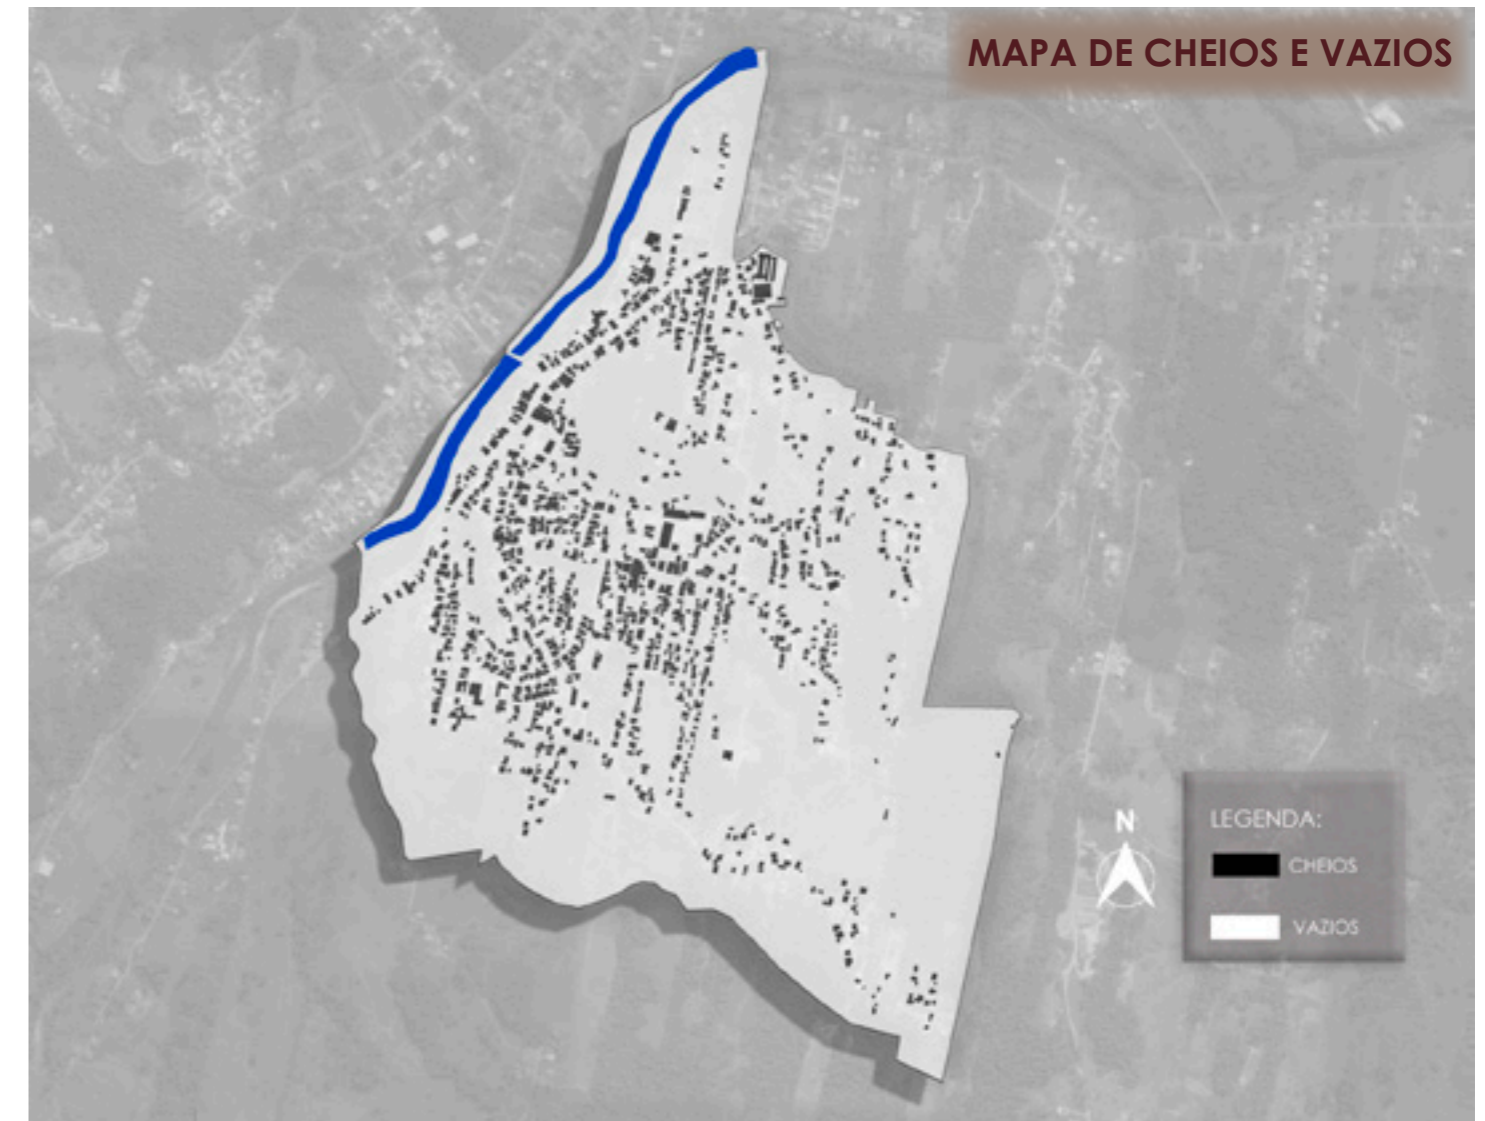 MAPA DE CHEIOS E VAZIOS
N
LEGENDA:
CHEIOS
VAZIOS